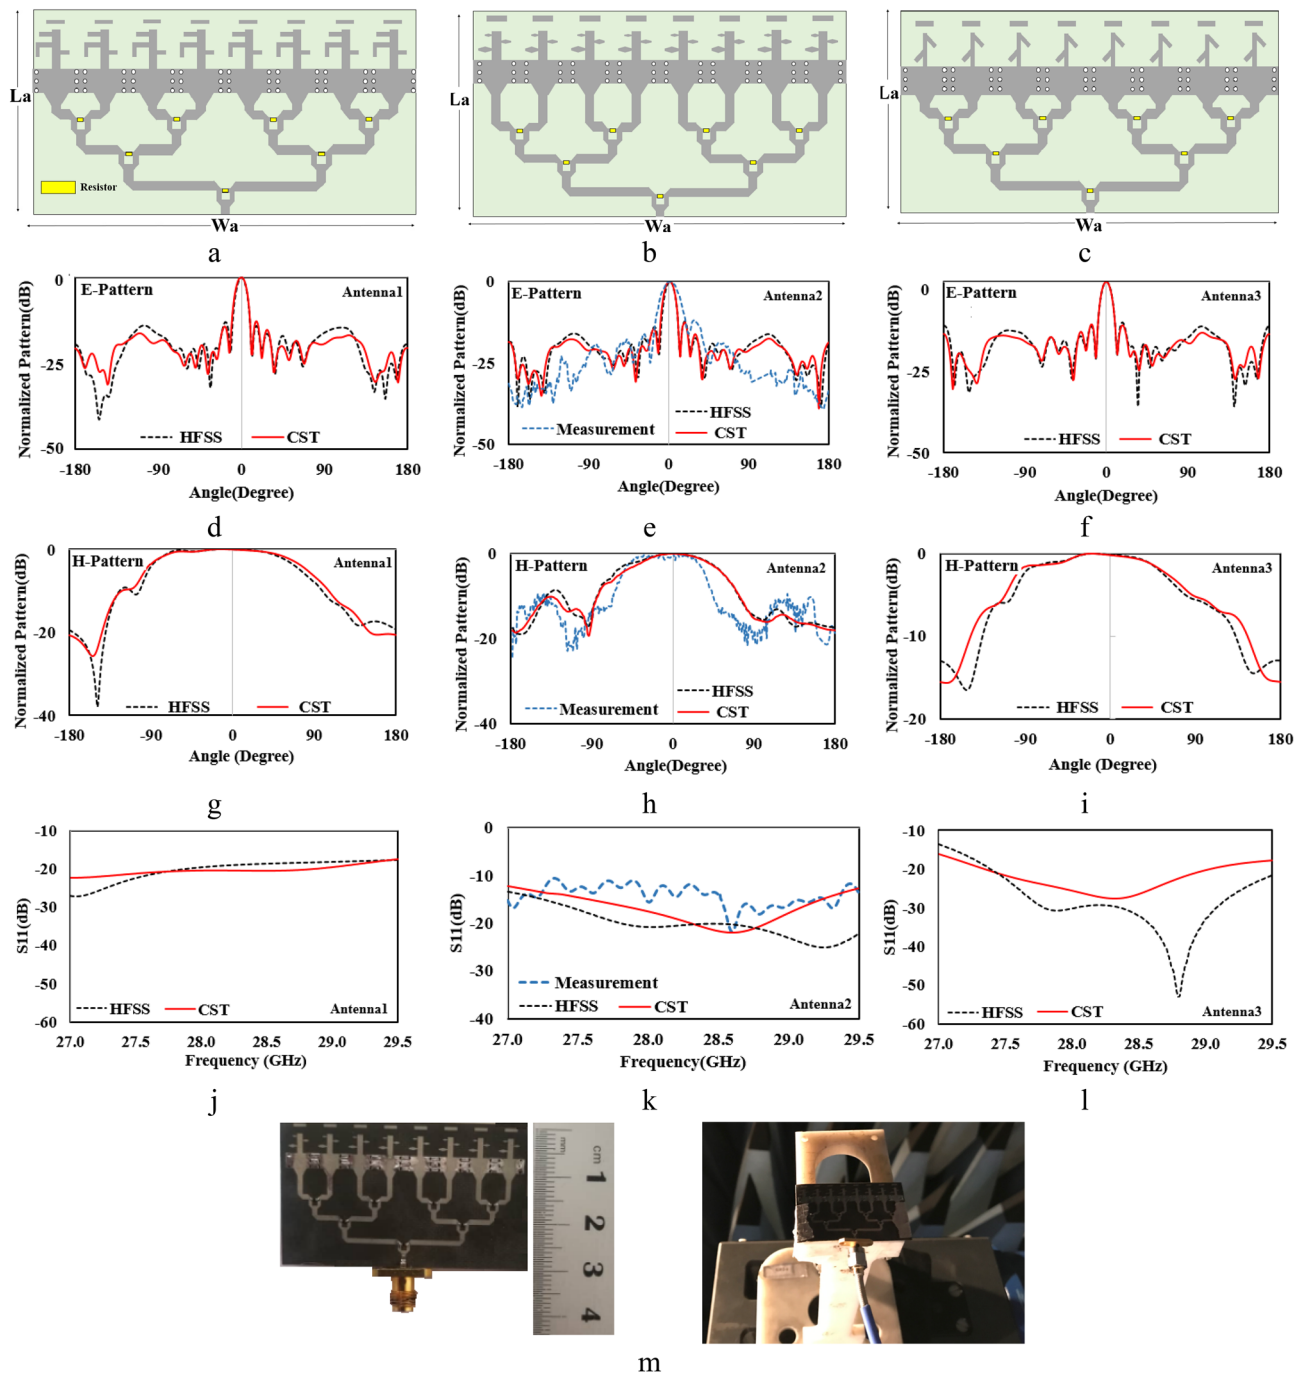 La
Resistor
Wa
a
La
Wa
b
La
Wa
c
Normalized Pattern(dB)
0
-25
-50
E-Pattern
Antenna1
HFSS
CST
-180
-90
0
90
180
Angle(Degree)
d
Normalized Pattern(dB)
0
-25
-50
E-Pattern
Antenna2
HFSS
Measurement
CST
-180
-90
0
90
180
Angle(Degree)
e
Normalized Pattern(dB)
0
-25
-50
E-Pattern
Antenna3
HFSS
CST
-180
-90
0
90
180
Angle(Degree)
f
Normalized Pattern(dB)
0
-20
-40
H-Pattern
Antenna1
HFSS
CST
-180
-90
0
90
180
Angle (Degree)
g
Normalized Pattern(dB)
0
-20
-40
H-Pattern
Antenna2
HFSS
Measurement
CST
-180
-90
0
90
180
Angle(Degree)
h
Normalized Pattern(dB)
0
-10
-20
H-Pattern
Antenna3
HFSS
CST
-180
-90
0
90
180
Angle (Degree)
i
S11(dB)
-10
-20
-30
-40
-50
-60
HFSS
CST
Antenna1
27.0
27.5
28.0
28.5
29.0
29.5
Frequency (GHz)
j
S11(dB)
0
-10
-20
-30
-40
Measurement
HFSS
CST
Antenna2
27.0
27.5
28.0
28.5
29.0
29.5
Frequency(GHz)
k
S11(dB)
-10
-20
-30
-40
-50
-60
HFSS
CST
Antenna3
27.0
27.5
28.0
28.5
29.0
29.5
Frequency (GHz)
l
mm
cm
1
2
3
4
m